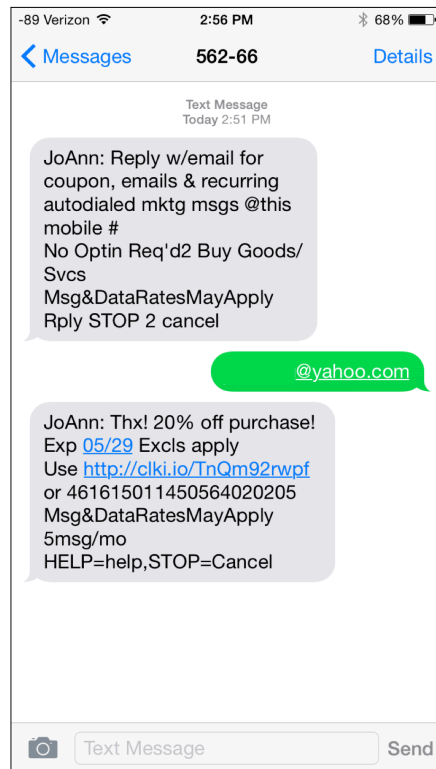 -89 Verizon 2:56 PM 68%
Messages 562-66 Details
Text Message
Today 2:51 PM
JoAnn: Reply w/email for
coupon, emails & recurring
autodialed mktg msgs @this
mobile #
No Optin Req'd2 Buy Goods/
Svcs
Msg&DataRatesMayApply
Rply STOP 2 cancel
@yahoo.com
JoAnn: Thx! 20% off purchase!
Exp 05/29 Excls apply
Use http://clki.io/TnQm92rwpf
or 461615011450564020205
Msg&DataRatesMayApply
5msg/mo
HELP=help,STOP=Cancel
Text Message Send